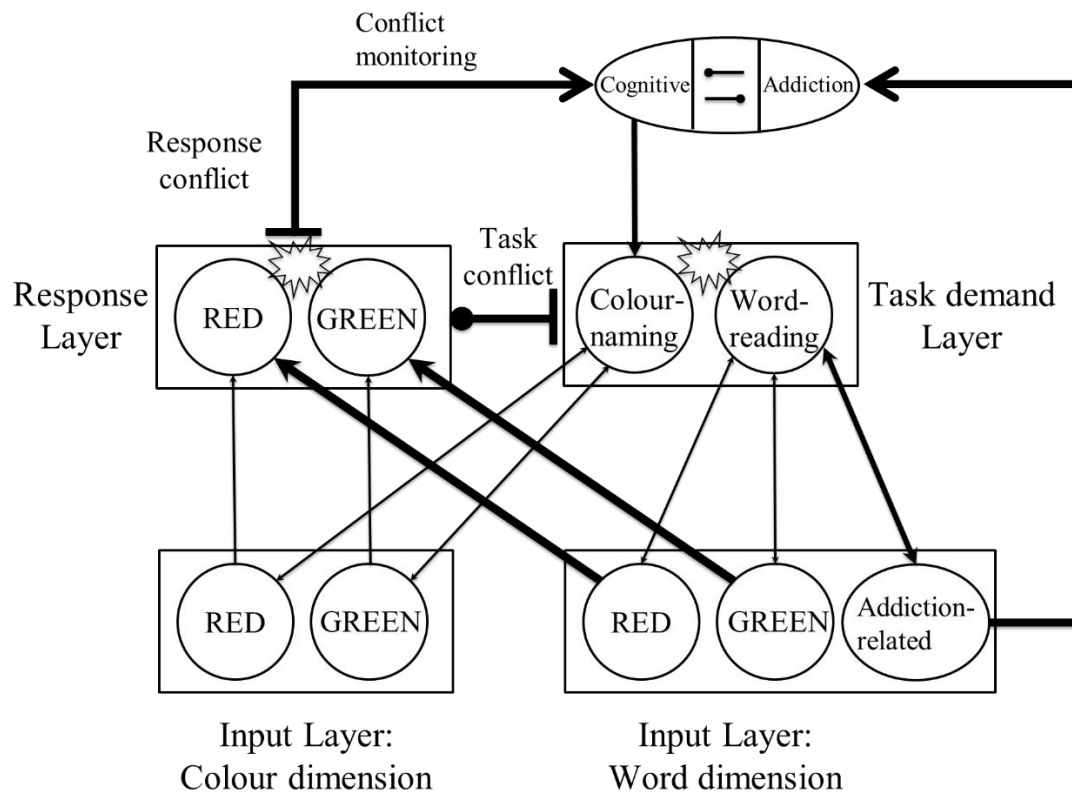 Conflict
monitoring
Cognitive
Addiction
Response
conflict
Task
conflict
Response
Layer
RED
GREEN
Colour-
naming
Word-
reading
Task demand
Layer
RED
GREEN
RED
GREEN
Addiction-
related
Input Layer:
Colour dimension
Input Layer:
Word dimension